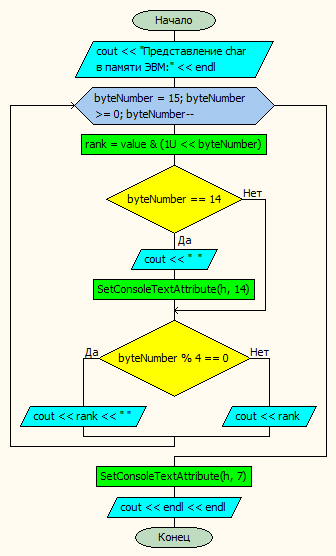 Начало
cout << "Представление char
в памяти ЭВМ:" << endl
byteNumber = 15; byteNumber
>= 0; byteNumber--
rank = value & (1U << byteNumber)
byteNumber == 14
Нет
Да
cout << "  "
SetConsoleTextAttribute(h, 14)
Да
byteNumber % 4 == 0
Нет
cout << rank << " "
cout << rank
SetConsoleTextAttribute(h, 7)
cout << endl << endl
Конец